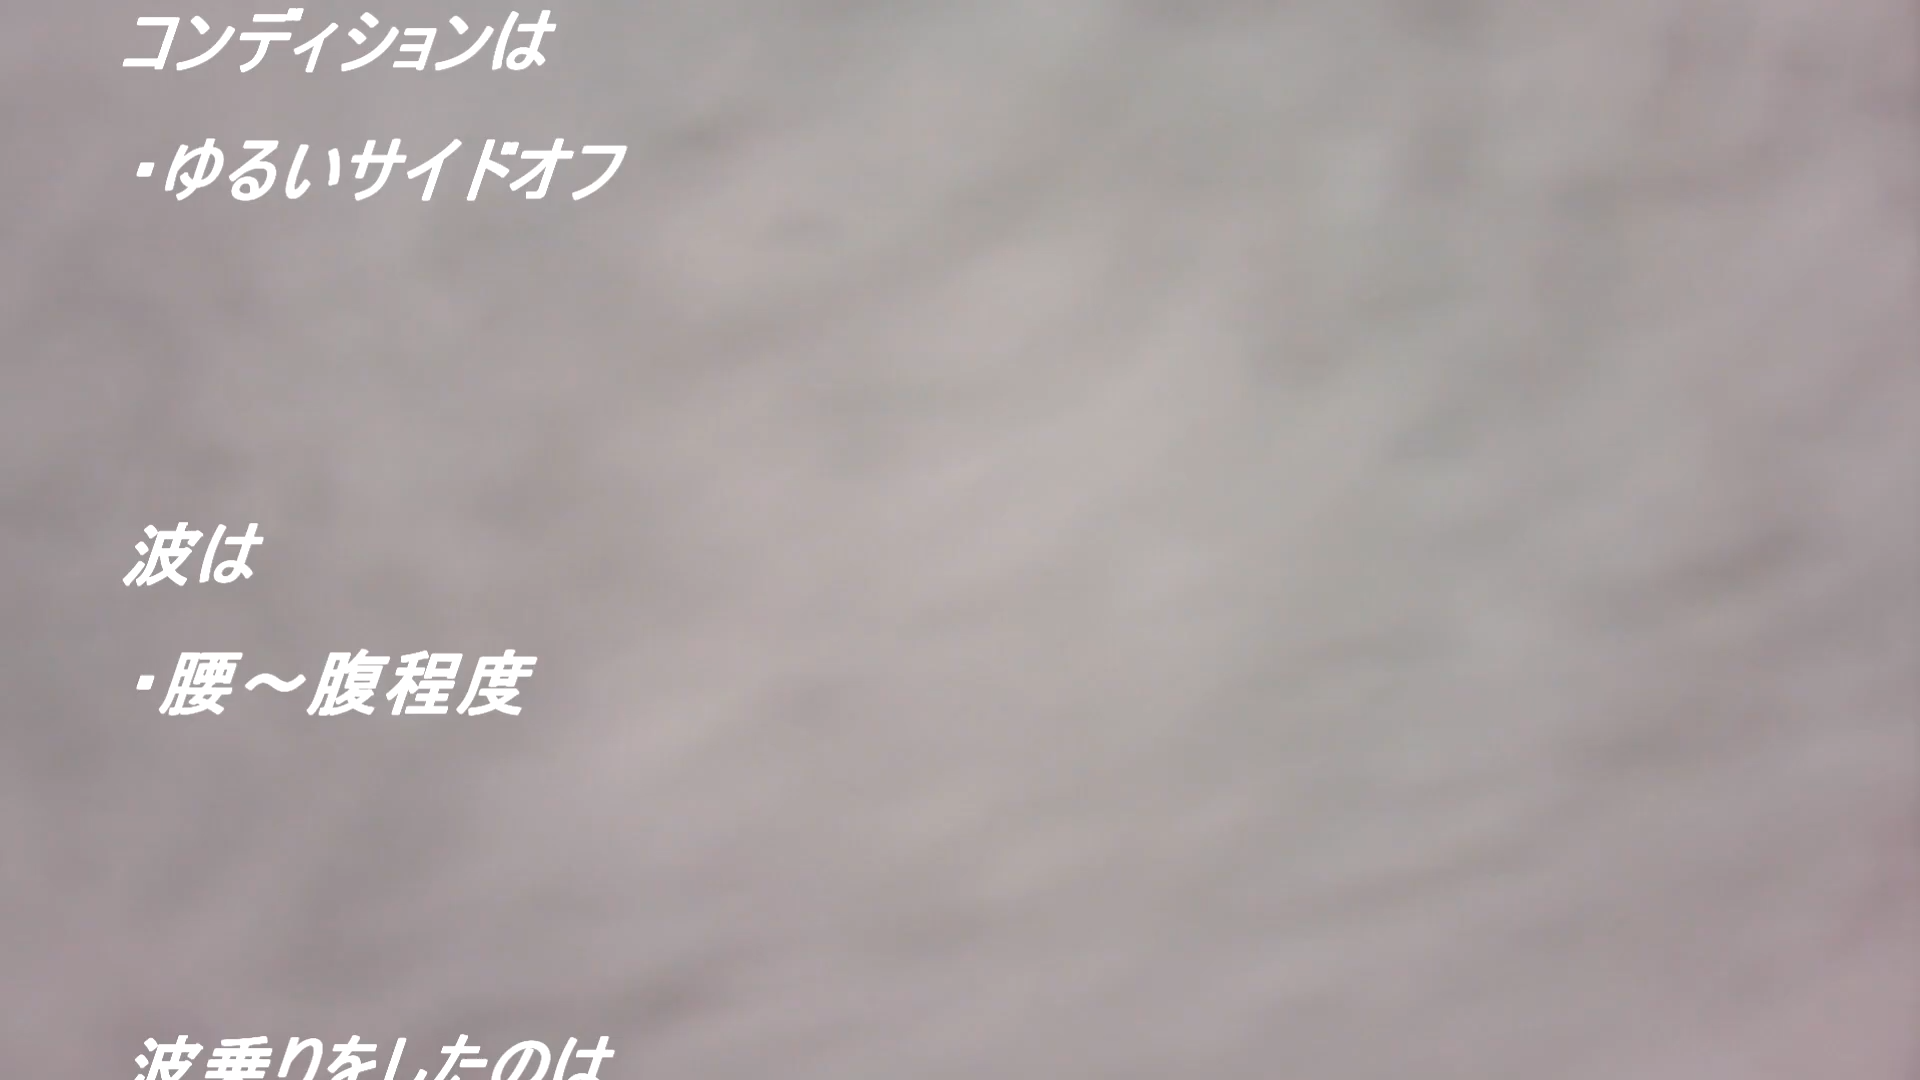 コンディションは
・ゆるいサイドオフ
波は
・腰～腹程度
波乗りをしたのは